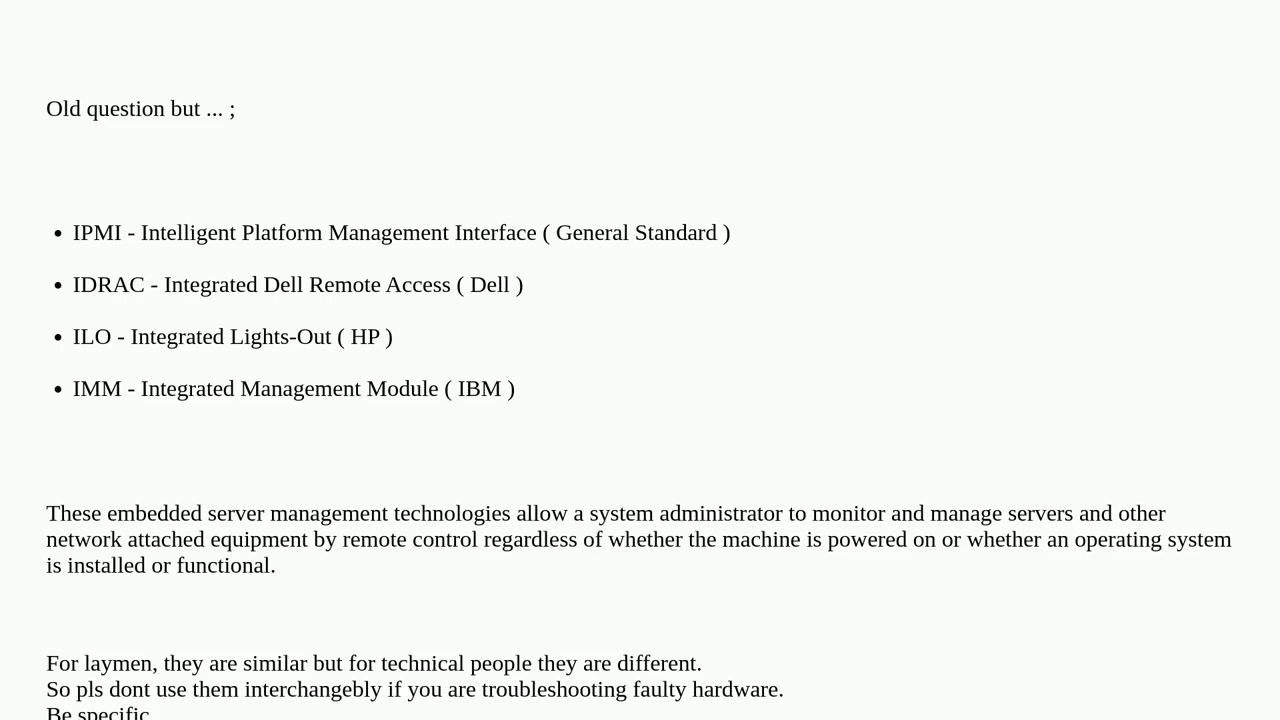 Old question but ... ;
• IPMI - Intelligent Platform Management Interface ( General Standard )
• IDRAC - Integrated Dell Remote Access ( Dell )
• ILO - Integrated Lights-Out ( HP )
• IMM - Integrated Management Module ( IBM )
These embedded server management technologies allow a system administrator to monitor and manage servers and other
network attached equipment by remote control regardless of whether the machine is powered on or whether an operating system
is installed or functional.
For laymen, they are similar but for technical people they are different.
So pls dont use them interchangebly if you are troubleshooting faulty hardware.
Be specific